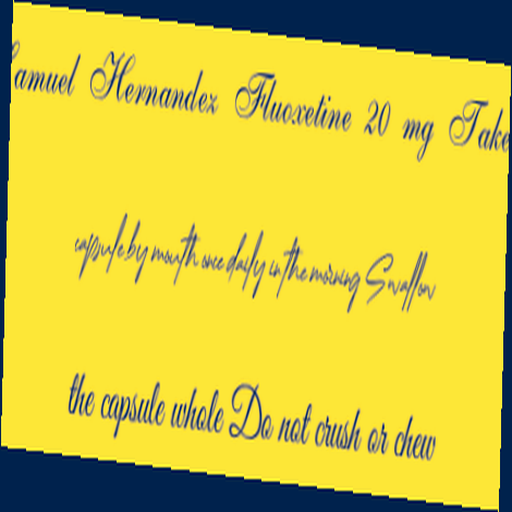 Samuel Hernandez Fluoxetine 20 mg Take
capsule by mouth once daily in the morning Swallow
the capsule whole Do not crush or chew